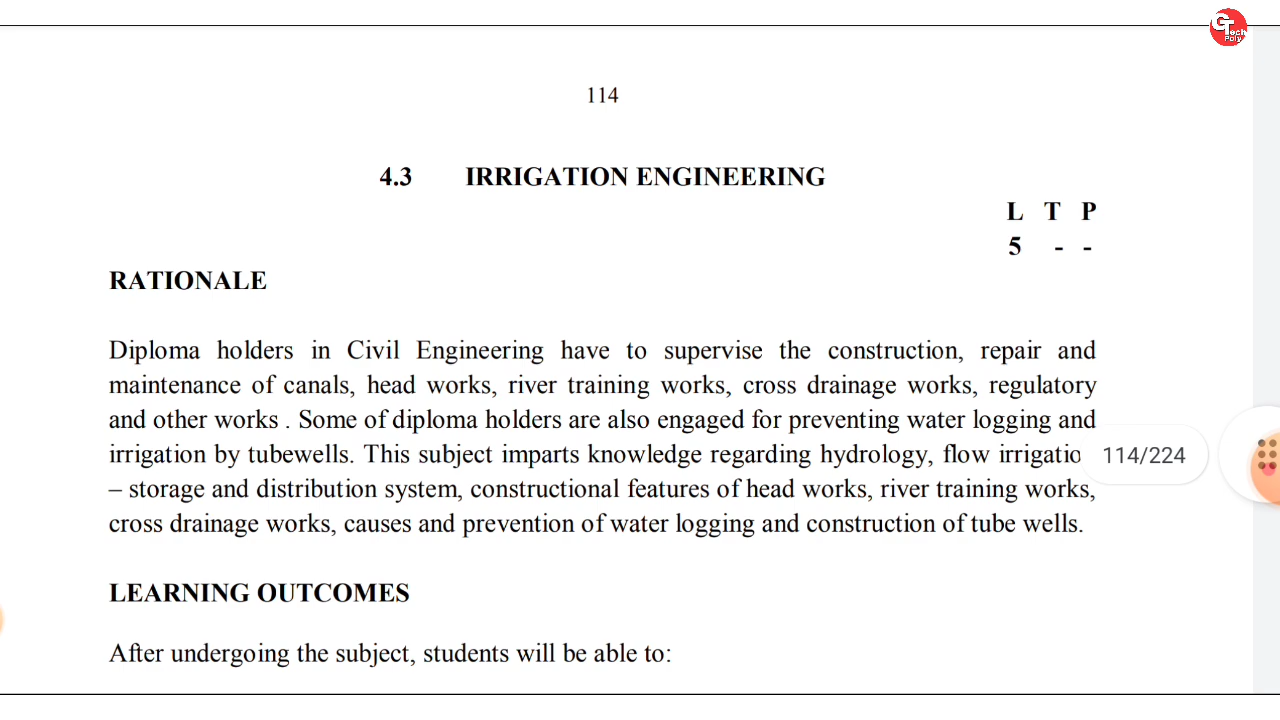 GTech
Poly
114
4.3 IRRIGATION ENGINEERING
L T P
5 - -
RATIONALE
Diploma holders in Civil Engineering have to supervise the construction, repair and
maintenance of canals, head works, river training works, cross drainage works, regulatory
and other works . Some of diploma holders are also engaged for preventing water logging and
irrigation by tubewells. This subject imparts knowledge regarding hydrology, flow irrigatio
114/224
– storage and distribution system, constructional features of head works, river training works,
cross drainage works, causes and prevention of water logging and construction of tube wells.
LEARNING OUTCOMES
After undergoing the subject, students will be able to: